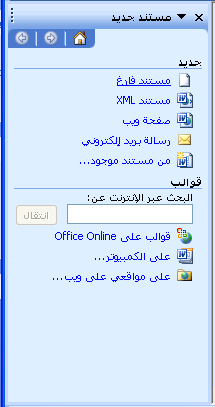 مستند جديد
جديد
مستند فارغ
مستند XML
صفحة ويب
رسالة بريد إلكتروني
من مستند موجود...
قوالب
البحث عبر الإنترنت عن:
انتقال
قوالب على Office Online
على الكمبيوتر...
على مواقعي على ويب...